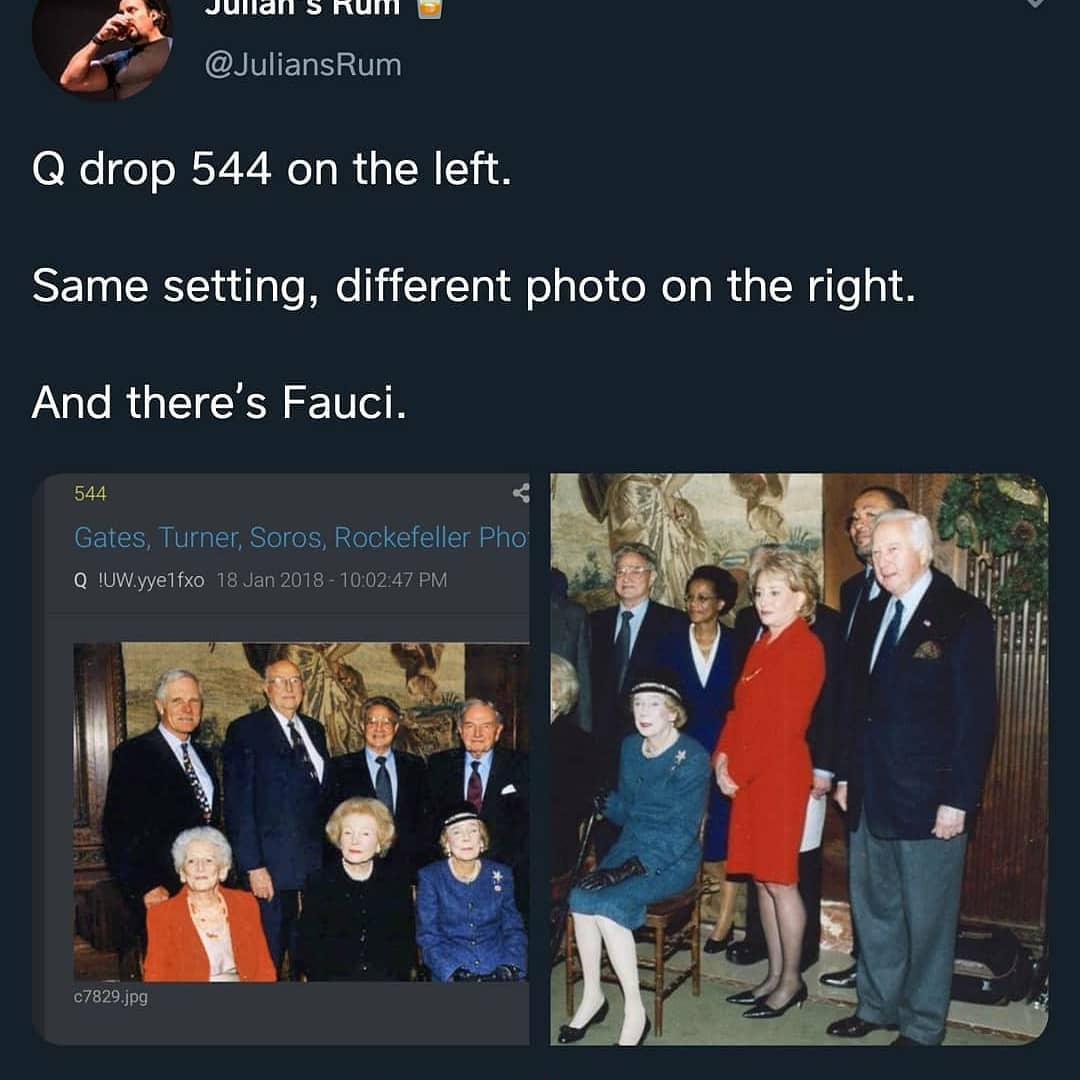 Julian's Rum
@JuliansRum
Q drop 544 on the left.
Same setting, different photo on the right.
And there's Fauci.
544
Gates, Turner, Soros, Rockefeller Pho
Q !UW.yye1fxo 18 Jan 2018 - 10:02:47 PM
c7829.jpg